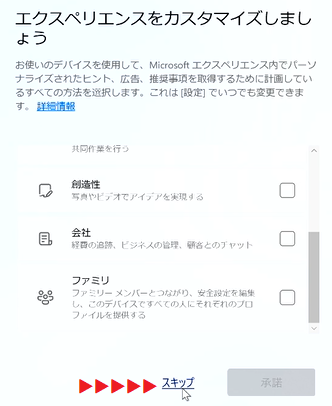 エクスペリエンスをカスタマイズしましょ
ょう
お使いのデバイスを使用して、Microsoft エクスペリエンス内でパーソ
ナライズされたヒント、広告、推奨事項を取得するために計画してい
るすべての方法を選択します。これは [設定] でいつでも変更できま
す。 詳細情報
共同作業を行う
創造性
写真やビデオでアイデアを実現する
会社
経費の追跡、ビジネスの管理、顧客とのチャット
ファミリ
ファミリー メンバーとつながり、安全設定を編集
し、このデバイスですべての人にそれぞれのプロ
ファイルを提供する
スキップ
承諾